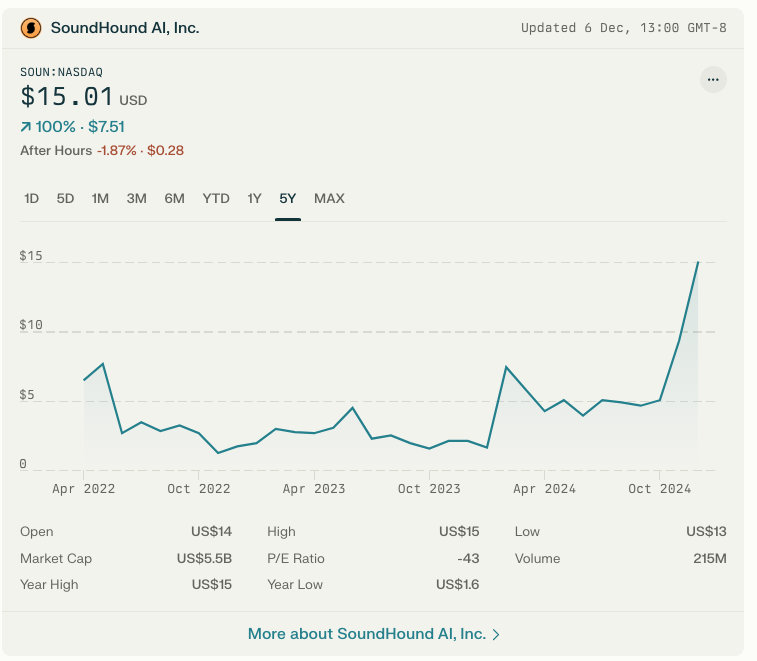 SoundHound AI, Inc. Updated 6 Dec, 13:00 GMT-8
SOUN:NASDAQ
$15.01 USD
100% · $7.51
After Hours -1.87% · $0.28
1D 5D 1M 3M 6M YTD 1Y 5Y MAX
$15
$10
$5
0
Apr 2022 Oct 2022 Apr 2023 Oct 2023 Apr 2024 Oct 2024
Open US$14 High US$15 Low US$13
Market Cap US$5.5B P/E Ratio -43 Volume 215M
Year High US$15 Year Low US$1.6
More about SoundHound AI, Inc.